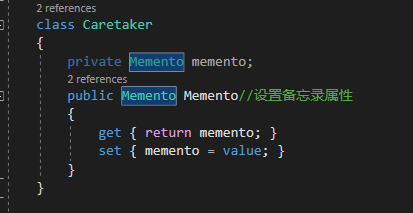 2 references
class Caretaker
{
private Memento memento;
2 references
public Memento Memento//设置备忘录属性
{
get { return memento; }
set { memento = value; }
}
}